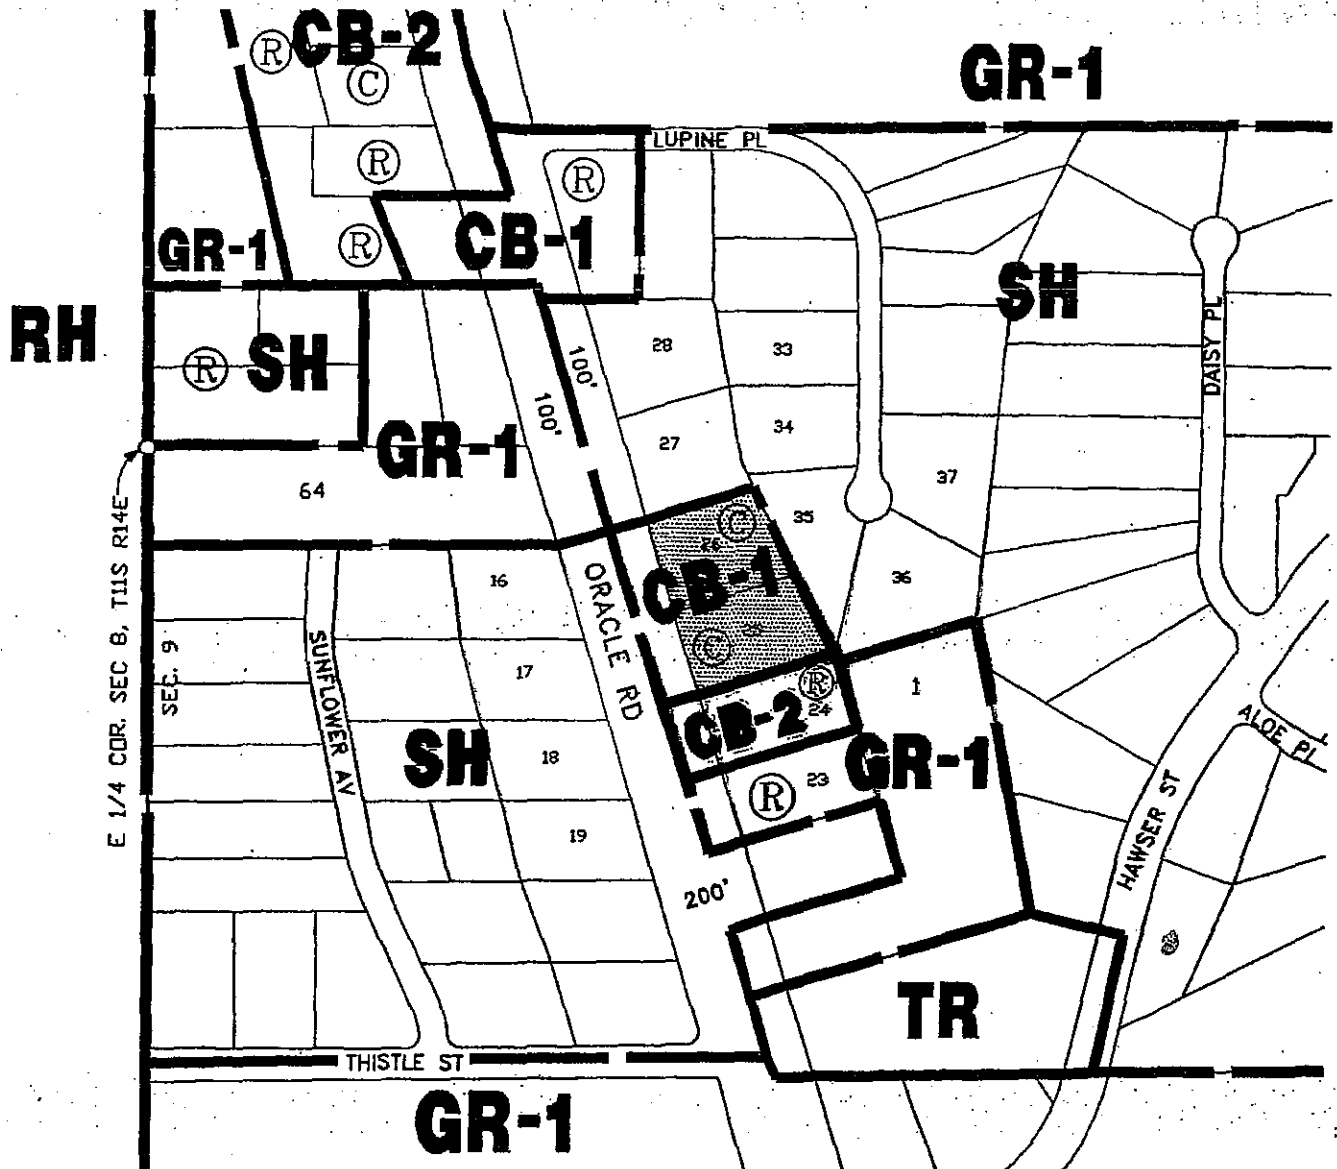 CB-2
R
C
GR-1
LUPINE PL
R
R
GR-1
R
CB-1
SH
RH
R
SH
100'
28
33
DAISY PL
100'
GR-1
27
34
64
37
35
C
E 1/4 COR. SEC 8, T11S R14E
SEC. 9
16
ORACLE RD
CB-1
36
SUNFLOWER AV
17
C
R
1
CB-2
24
SH
18
GR-1
23
R
ALOE PL
HAWSER ST
19
200'
TR
THISTLE ST
GR-1